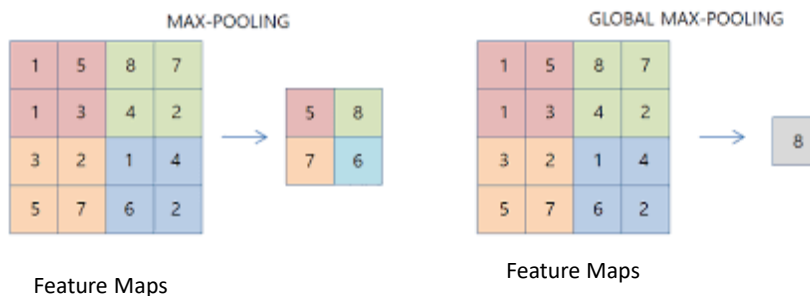 MAX-POOLING
1 5 8 7
1 3 4 2
3 2 1 4
5 7 6 2
5 8
7 6
Feature Maps
GLOBAL MAX-POOLING
1 5 8 7
1 3 4 2
3 2 1 4
5 7 6 2
8
Feature Maps